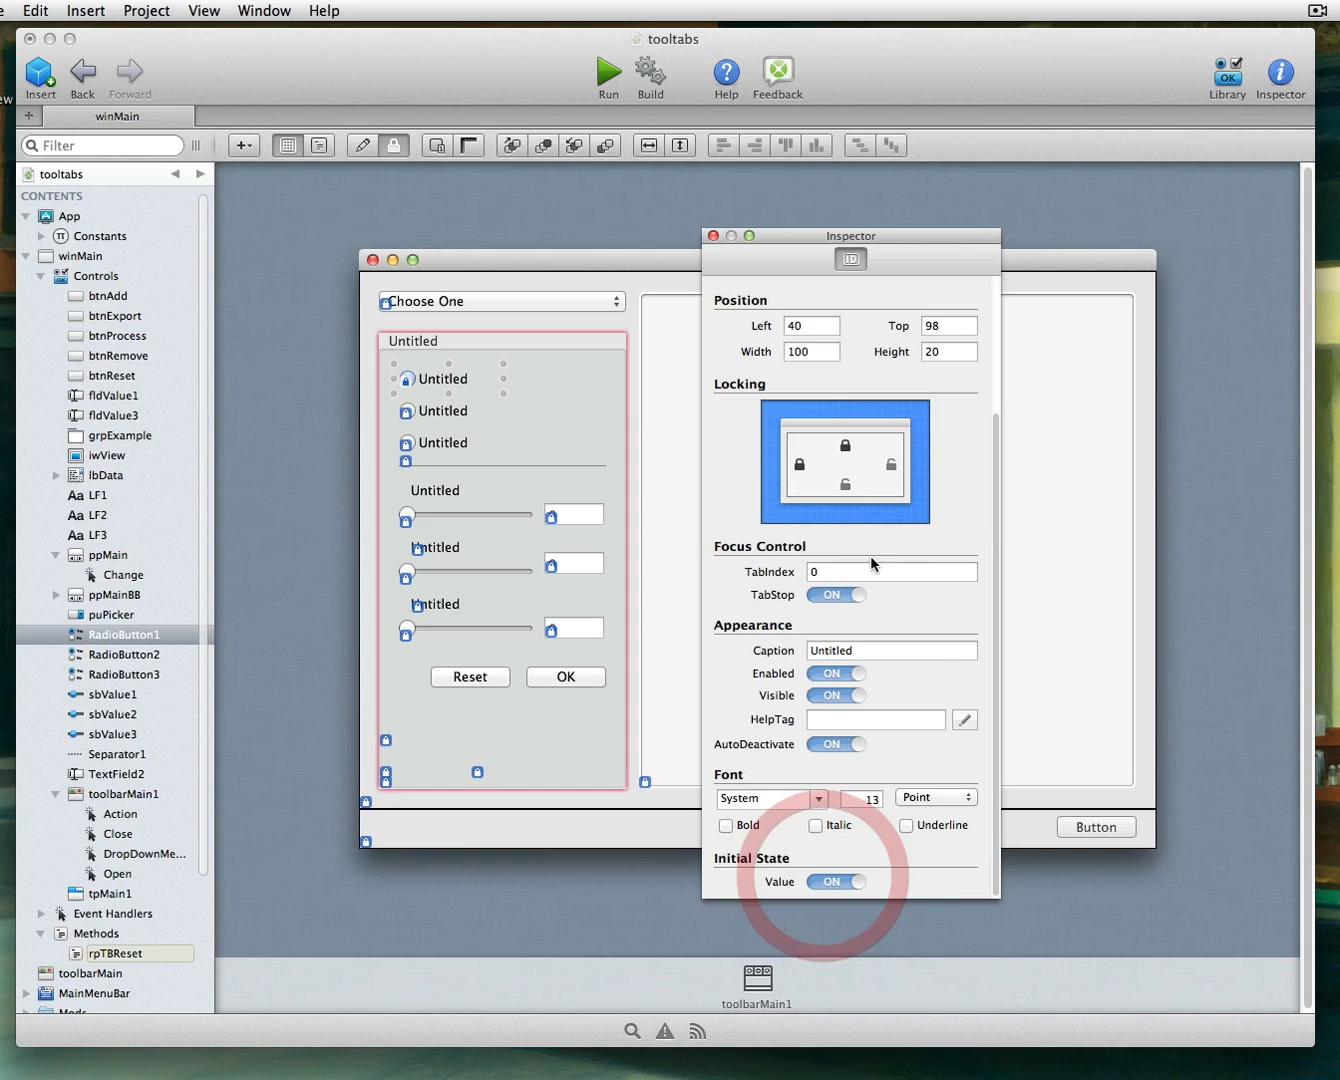 Edit Insert Project View Window Help
tooltabs
Insert Back Forward Run Build Help Feedback Library Inspector
ew
winMain
Filter
tooltabs
CONTENTS
App
Constants
winMain
Controls
btnAdd
btnExport
btnProcess
btnRemove
btnReset
fldValue1
fldValue3
grpExample
iwView
lbData
Aa LF1
Aa LF2
Aa LF3
ppMain
Change
ppMainBB
puPicker
RadioButton1
RadioButton2
RadioButton3
sbValue1
sbValue2
sbValue3
Separator1
TextField2
toolbarMain1
Action
Close
DropDownMe...
Open
tpMain1
Event Handlers
Methods
rpTBReset
toolbarMain
MainMenuBar
Choose One
Untitled
Untitled
Untitled
Untitled
Untitled
Untitled
Untitled
Reset OK
Button
toolbarMain1
Inspector
ID
Position
Left 40 Top 98
Width 100 Height 20
Locking
Focus Control
TabIndex 0
TabStop ON
Appearance
Caption Untitled
Enabled ON
Visible ON
HelpTag
AutoDeactivate ON
Font
System 13 Point
Bold Italic Underline
Initial State
Value ON